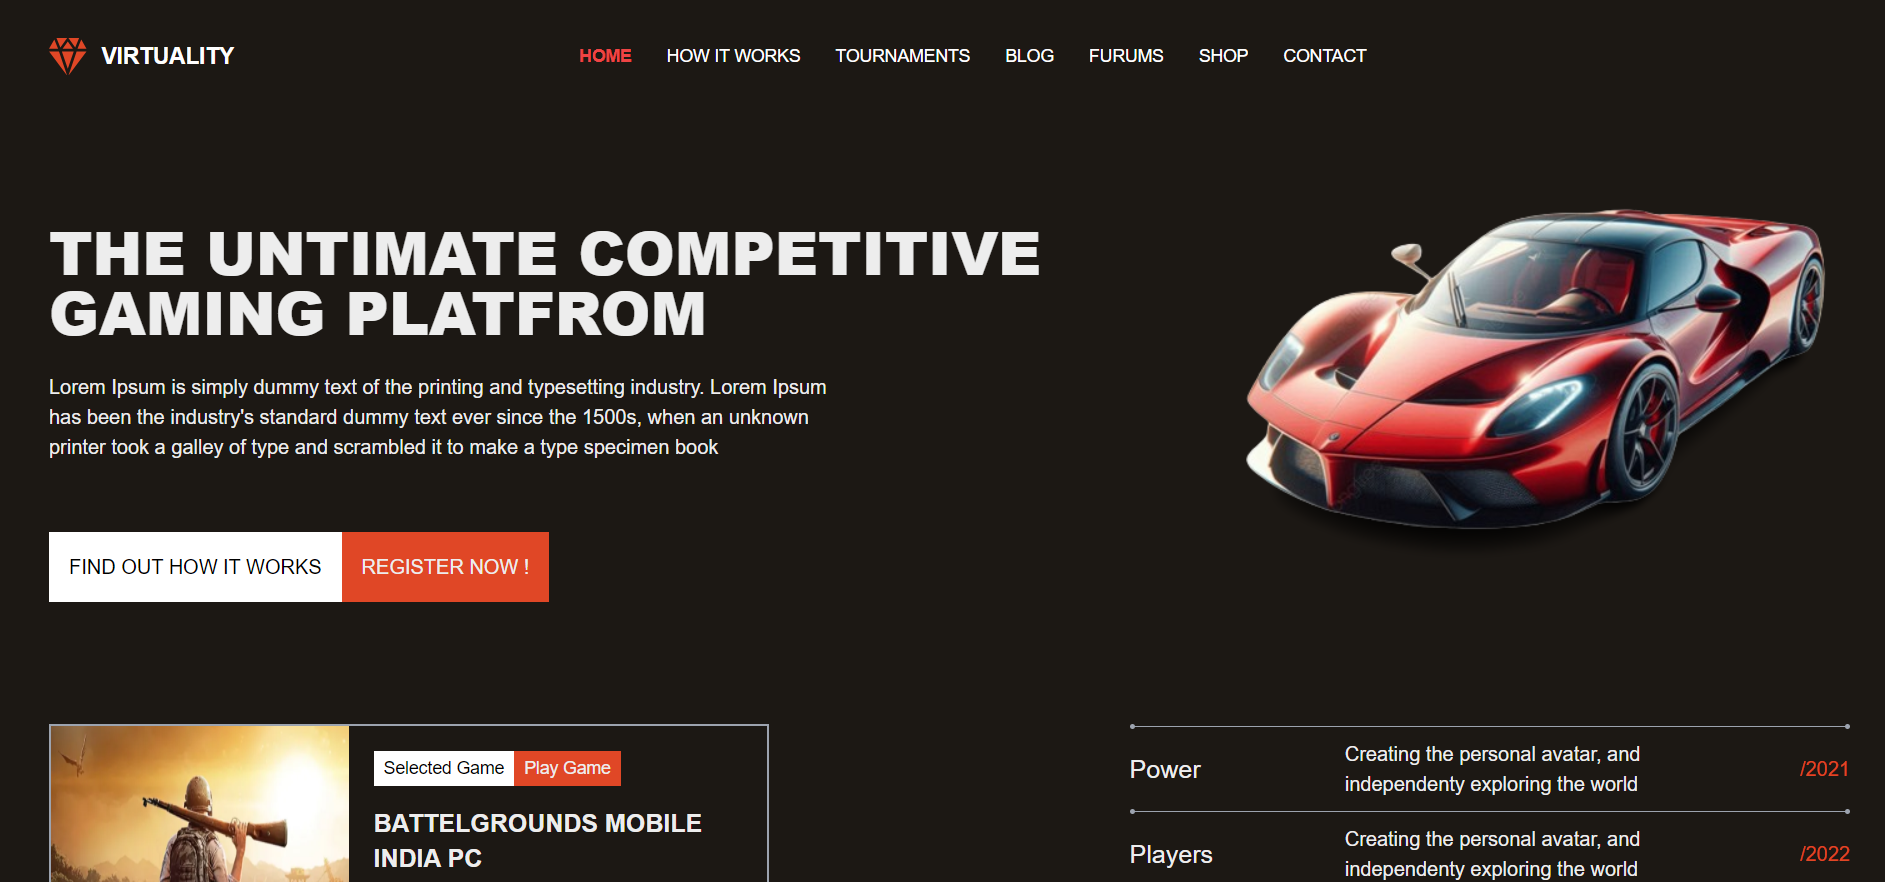 VIRTUALITY
HOME HOW IT WORKS TOURNAMENTS BLOG FURUMS SHOP CONTACT
THE UNTIMATE COMPETITIVE
GAMING PLATFROM
Lorem Ipsum is simply dummy text of the printing and typesetting industry. Lorem Ipsum
has been the industry's standard dummy text ever since the 1500s, when an unknown
printer took a galley of type and scrambled it to make a type specimen book
FIND OUT HOW IT WORKS REGISTER NOW !
Selected Game Play Game
BATTELGROUNDS MOBILE
INDIA PC
Power
Creating the personal avatar, and
independenty exploring the world
/2021
Players
Creating the personal avatar, and
independenty exploring the world
/2022